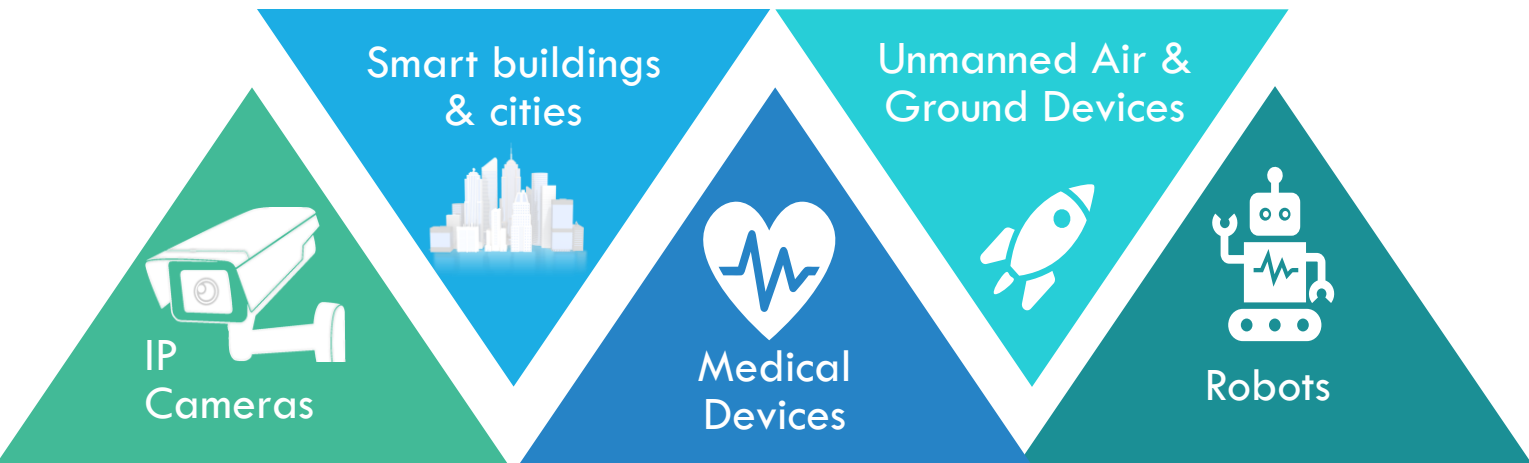 IP
Cameras
Smart buildings
& cities
Medical
Devices
Unmanned Air &
Ground Devices
Robots